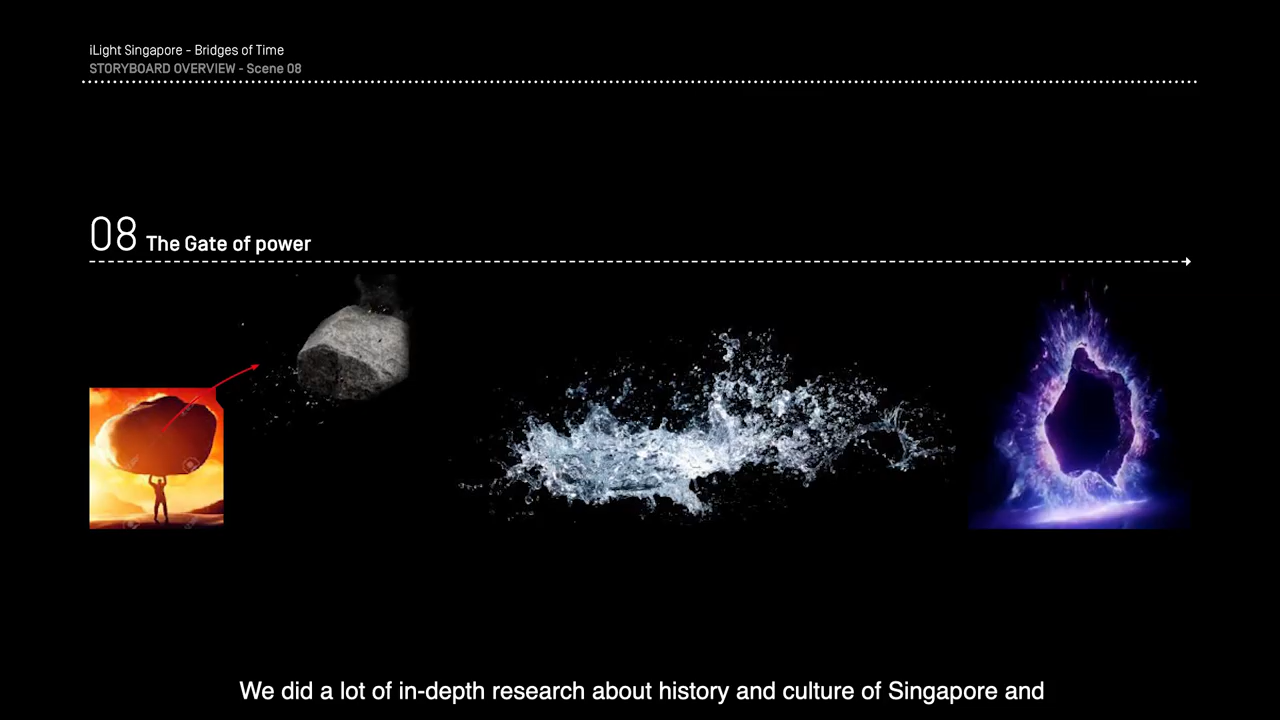 iLight Singapore - Bridges of Time
STORYBOARD OVERVIEW - Scene 08
08 The Gate of power
We did a lot of in-depth research about history and culture of Singapore and